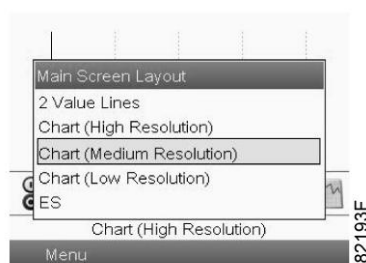 Main Screen Layout
2 Value Lines
Chart (High Resolution)
Chart (Medium Resolution)
Chart (Low Resolution)
ES
Chart (High Resolution)
Menu
82193F